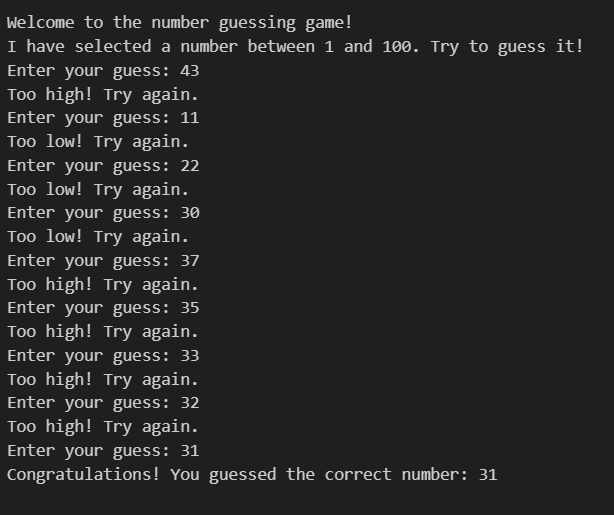 Welcome to the number guessing game!
I have selected a number between 1 and 100. Try to guess it!
Enter your guess: 43
Too high! Try again.
Enter your guess: 11
Too low! Try again.
Enter your guess: 22
Too low! Try again.
Enter your guess: 30
Too low! Try again.
Enter your guess: 37
Too high! Try again.
Enter your guess: 35
Too high! Try again.
Enter your guess: 33
Too high! Try again.
Enter your guess: 32
Too high! Try again.
Enter your guess: 31
Congratulations! You guessed the correct number: 31